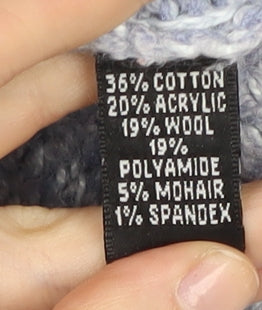 36% COTTON
20% ACRYLIC
19% WOOL
19%
POLYAMIDE
5% MOHAIR
1% SPANDEX